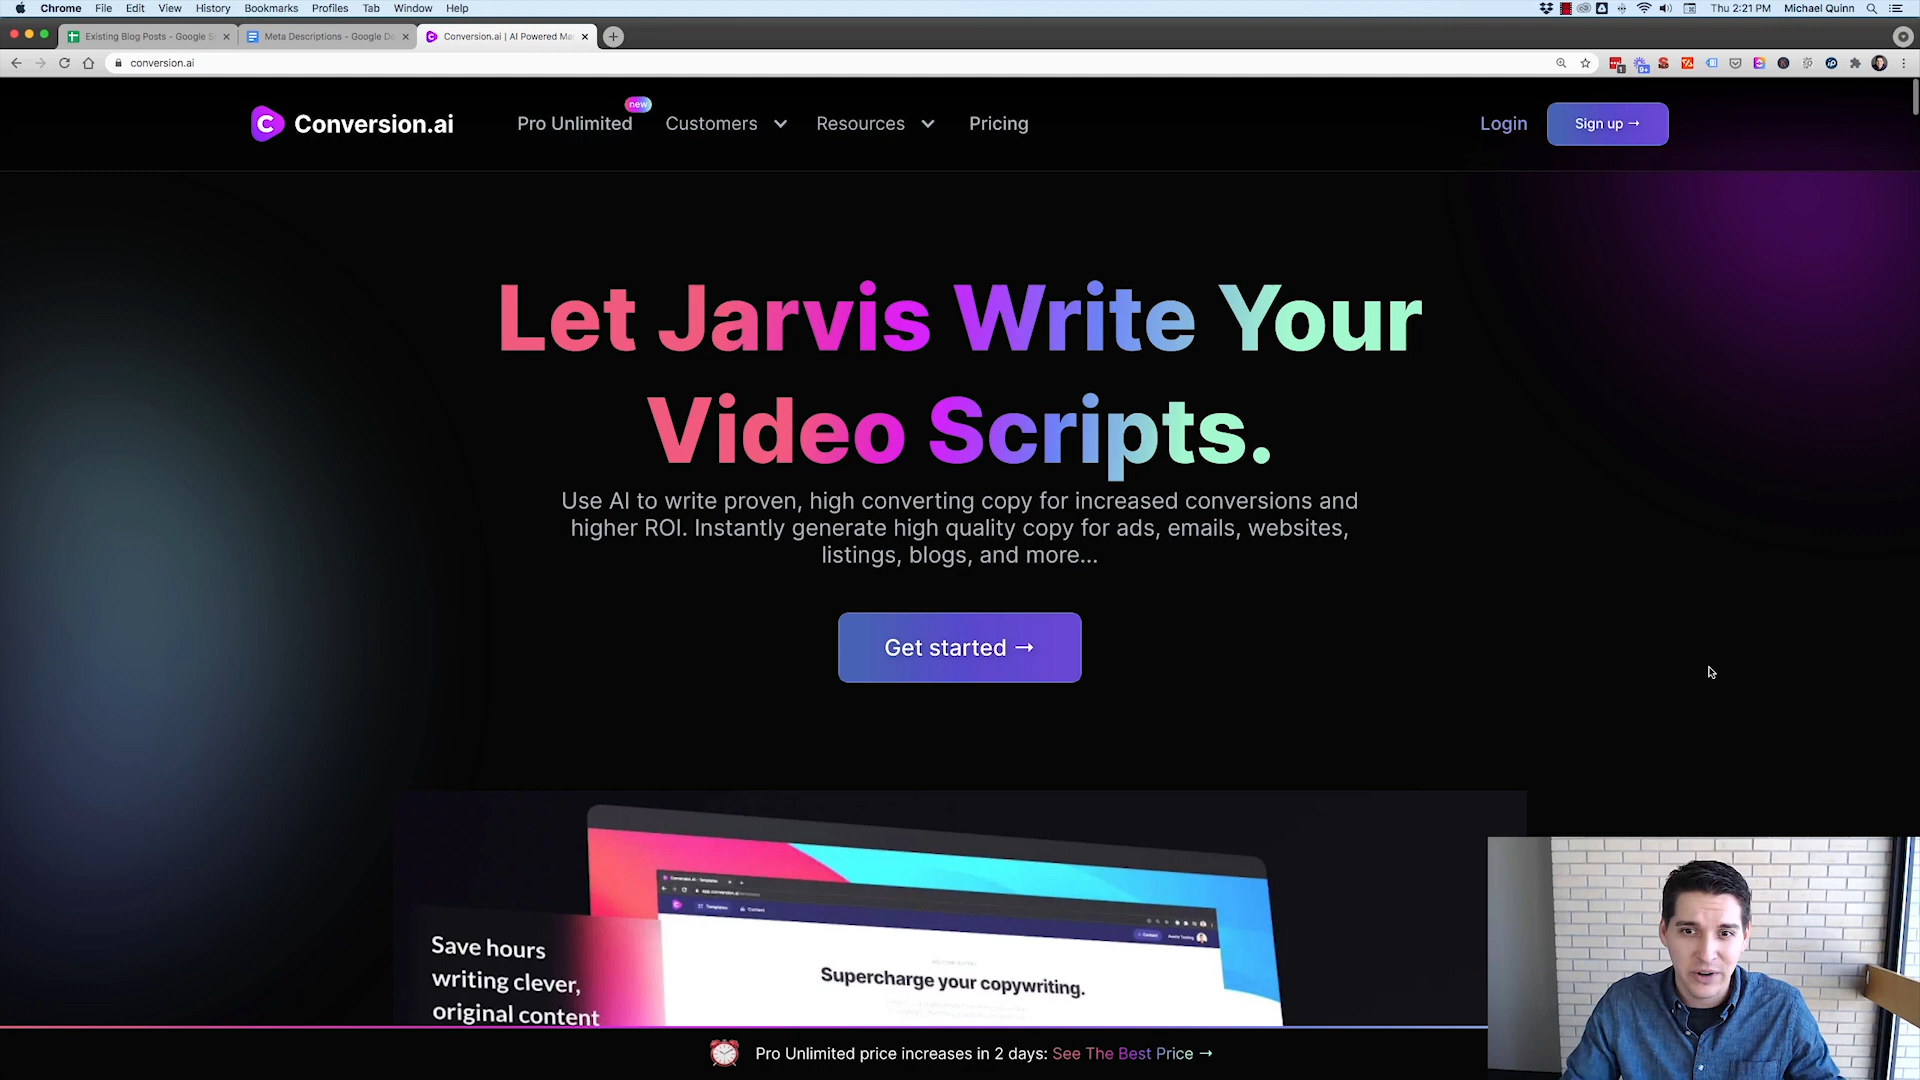 Chrome File Edit View History Bookmarks Profiles Tab Window Help
Thu 2:21 PM Michael Quinn
Existing Blog Posts - Google S
Meta Descriptions - Google Do
Conversion.ai | AI Powered Ma
conversion.ai
new
Conversion.ai
Pro Unlimited
Customers
Resources
Pricing
Login
Sign up →
Let Jarvis Write Your
Video Scripts.
Use AI to write proven, high converting copy for increased conversions and
higher ROI. Instantly generate high quality copy for ads, emails, websites,
listings, blogs, and more...
Get started →
Templates
Content
Save hours
writing clever,
original content
Supercharge your copywriting.
Pro Unlimited price increases in 2 days: See The Best Price →